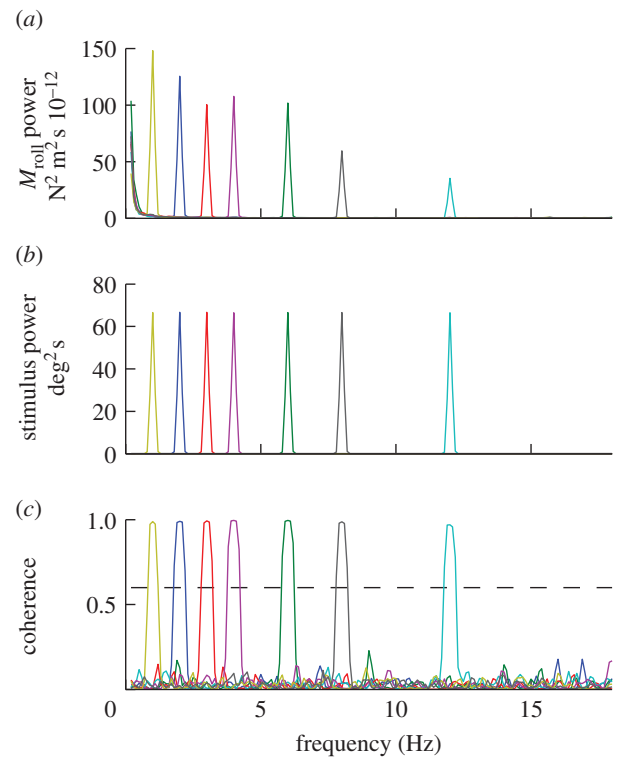 (a)
150
100
50
0
M_roll power
N² m² s 10⁻¹²
(b)
80
60
40
20
0
stimulus power
deg² s
(c)
1.0
0.5
0
coherence
5
10
15
frequency (Hz)